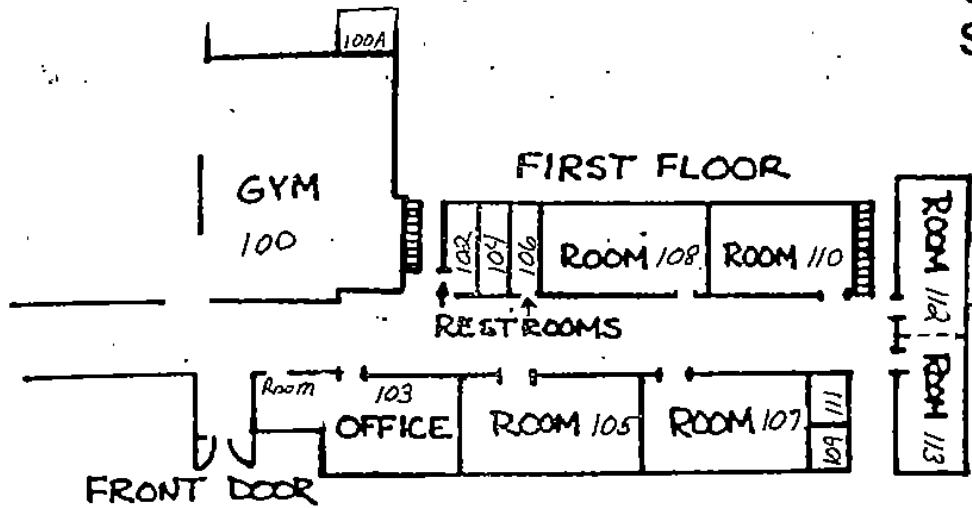 S
100A
FIRST FLOOR
GYM
100
102
104
106
ROOM 108
ROOM 110
ROOM 112
RESTROOMS
Room
103
OFFICE
ROOM 105
ROOM 107
111
109
ROOM 113
FRONT DOOR